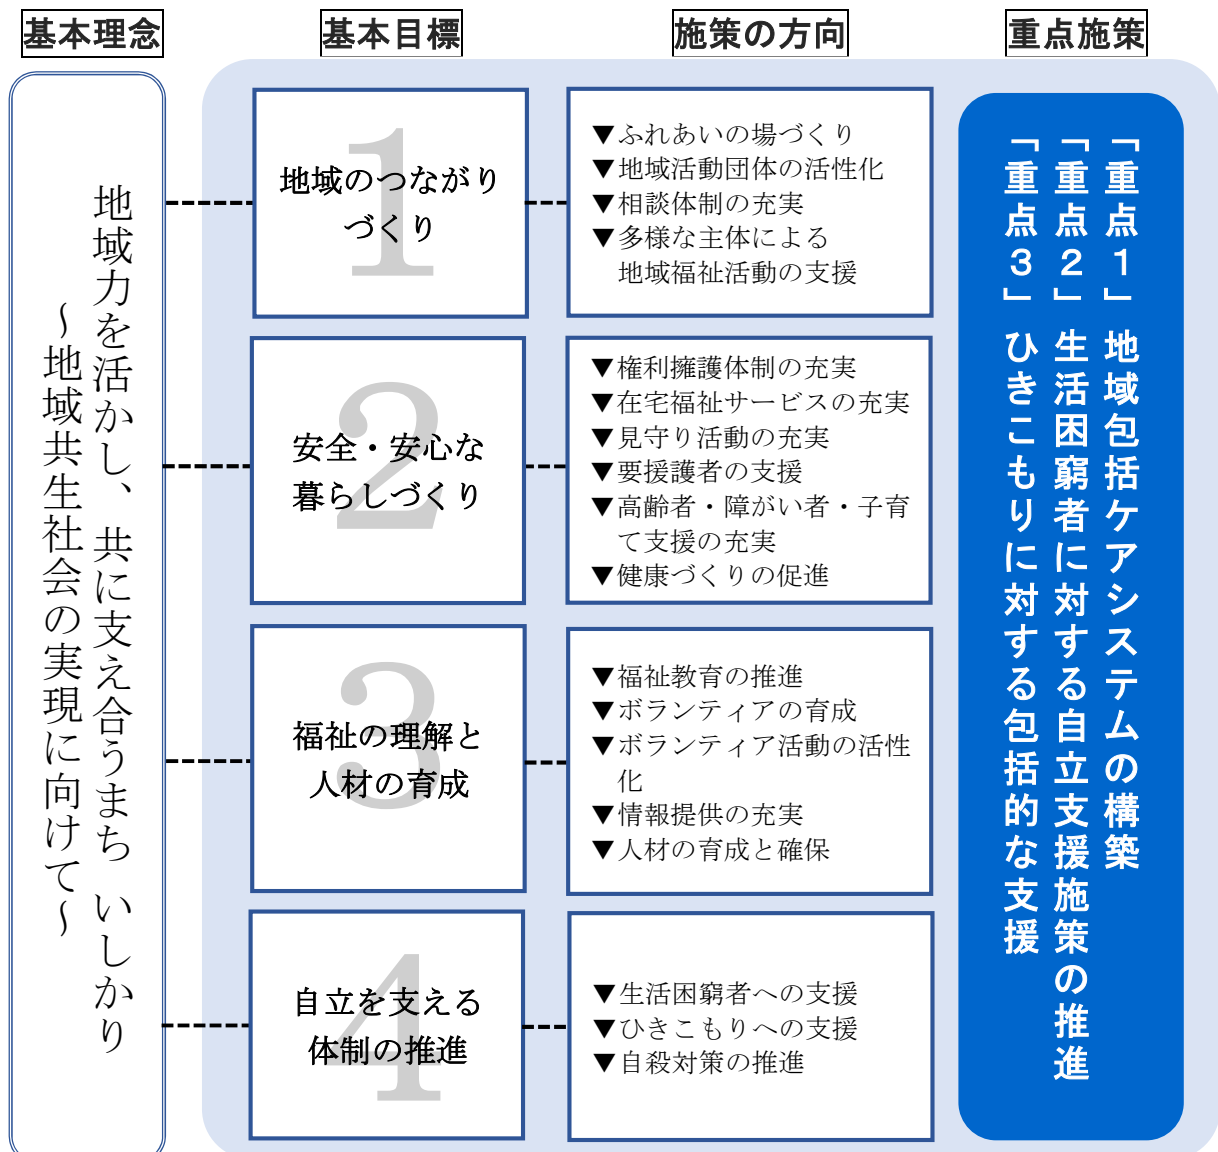 基本理念
基本目標
施策の方向
重点施策
地域力を活かし、共に支え合うまち いしかり
～地域共生社会の実現に向けて～
1
地域のつながり
づくり
▼ふれあいの場づくり
▼地域活動団体の活性化
▼相談体制の充実
▼多様な主体による
地域福祉活動の支援
2
安全・安心な
暮らしづくり
▼権利擁護体制の充実
▼在宅福祉サービスの充実
▼見守り活動の充実
▼要援護者の支援
▼高齢者・障がい者・子育
て支援の充実
▼健康づくりの促進
3
福祉の理解と
人材の育成
▼福祉教育の推進
▼ボランティアの育成
▼ボランティア活動の活性
化
▼情報提供の充実
▼人材の育成と確保
4
自立を支える
体制の推進
▼生活困窮者への支援
▼ひきこもりへの支援
▼自殺対策の推進
「重点１」地域包括ケアシステムの構築
「重点２」生活困窮者に対する自立支援施策の推進
「重点３」ひきこもりに対する包括的な支援